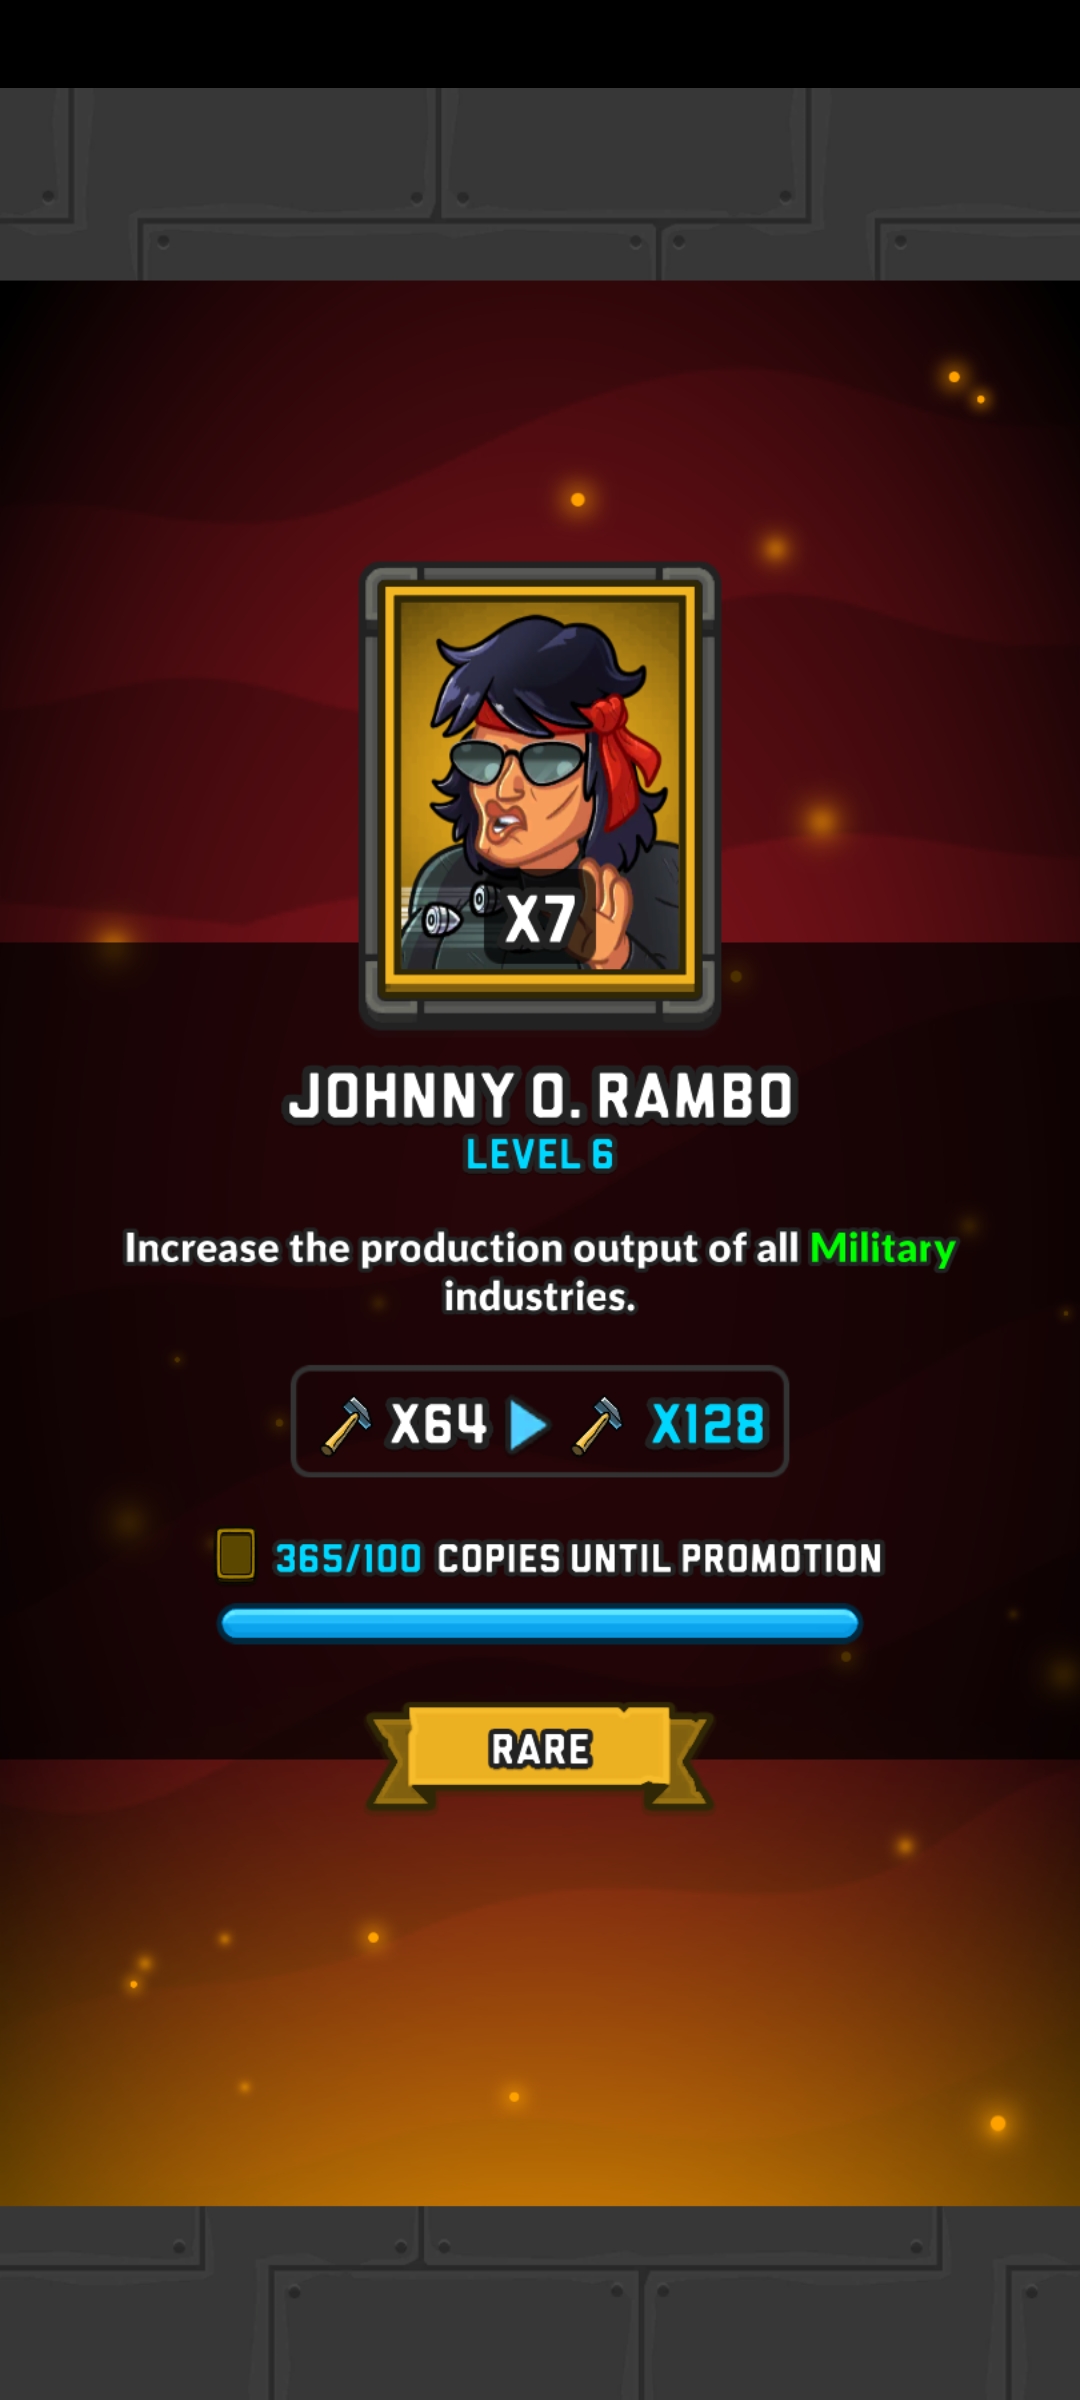 X7
JOHNNY O. RAMBO
LEVEL 6
Increase the production output of all Military
industries.
X64 X128
365/100 COPIES UNTIL PROMOTION
RARE